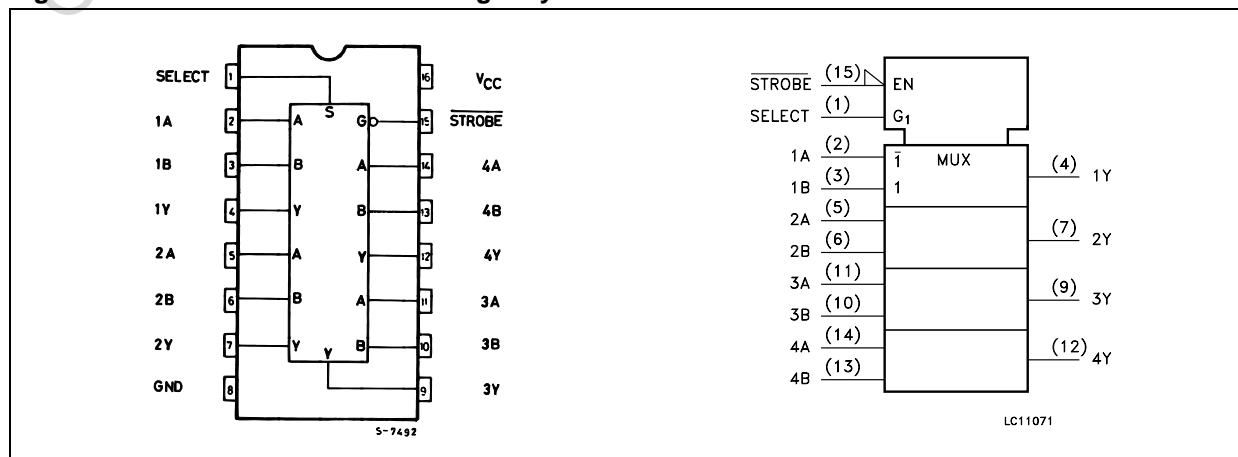 SELECT 1 16 VCC
S
1A 2 A G 15 STROBE
1B 3 B A 14 4A
1Y 4 Y B 13 4B
2A 5 A Y 12 4Y
2B 6 B A 11 3A
2Y 7 Y Y B 10 3B
GND 8 9 3Y
S-7492
STROBE (15) EN
SELECT (1) G1
1A (2) 1 MUX
(4) 1Y
1B (3) 1
2A (5)
(7) 2Y
2B (6)
3A (11)
(9) 3Y
3B (10)
4A (14)
(12) 4Y
4B (13)
LC11071